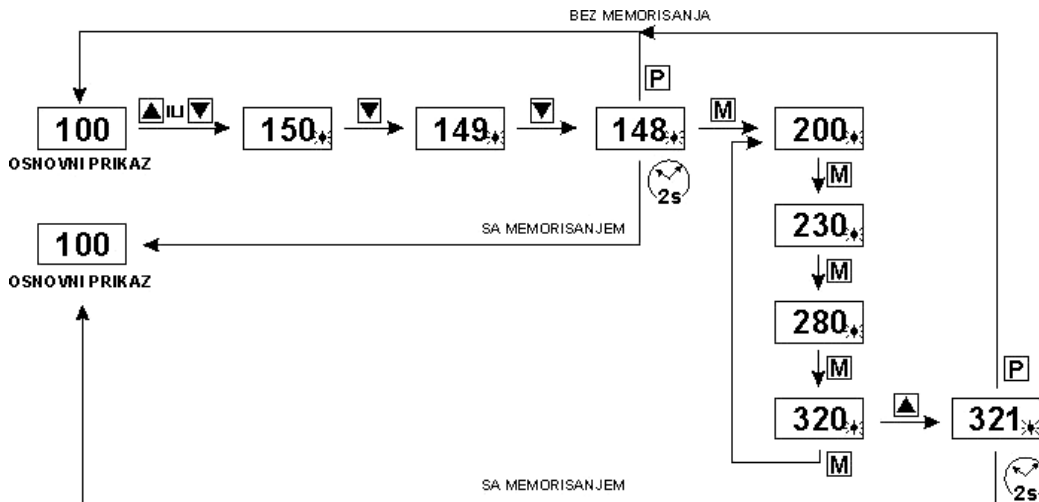 BEZ MEMORISANJA
P
100 ▲ ILI ▼ 150 ▼ 149 ▼ 148 M 200
OSNOVNI PRIKAZ
2s
M
SA MEMORISANJEM
230
100
OSNOVNI PRIKAZ
M
280
M
P
320 ▲ 321
M
SA MEMORISANJEM
2s